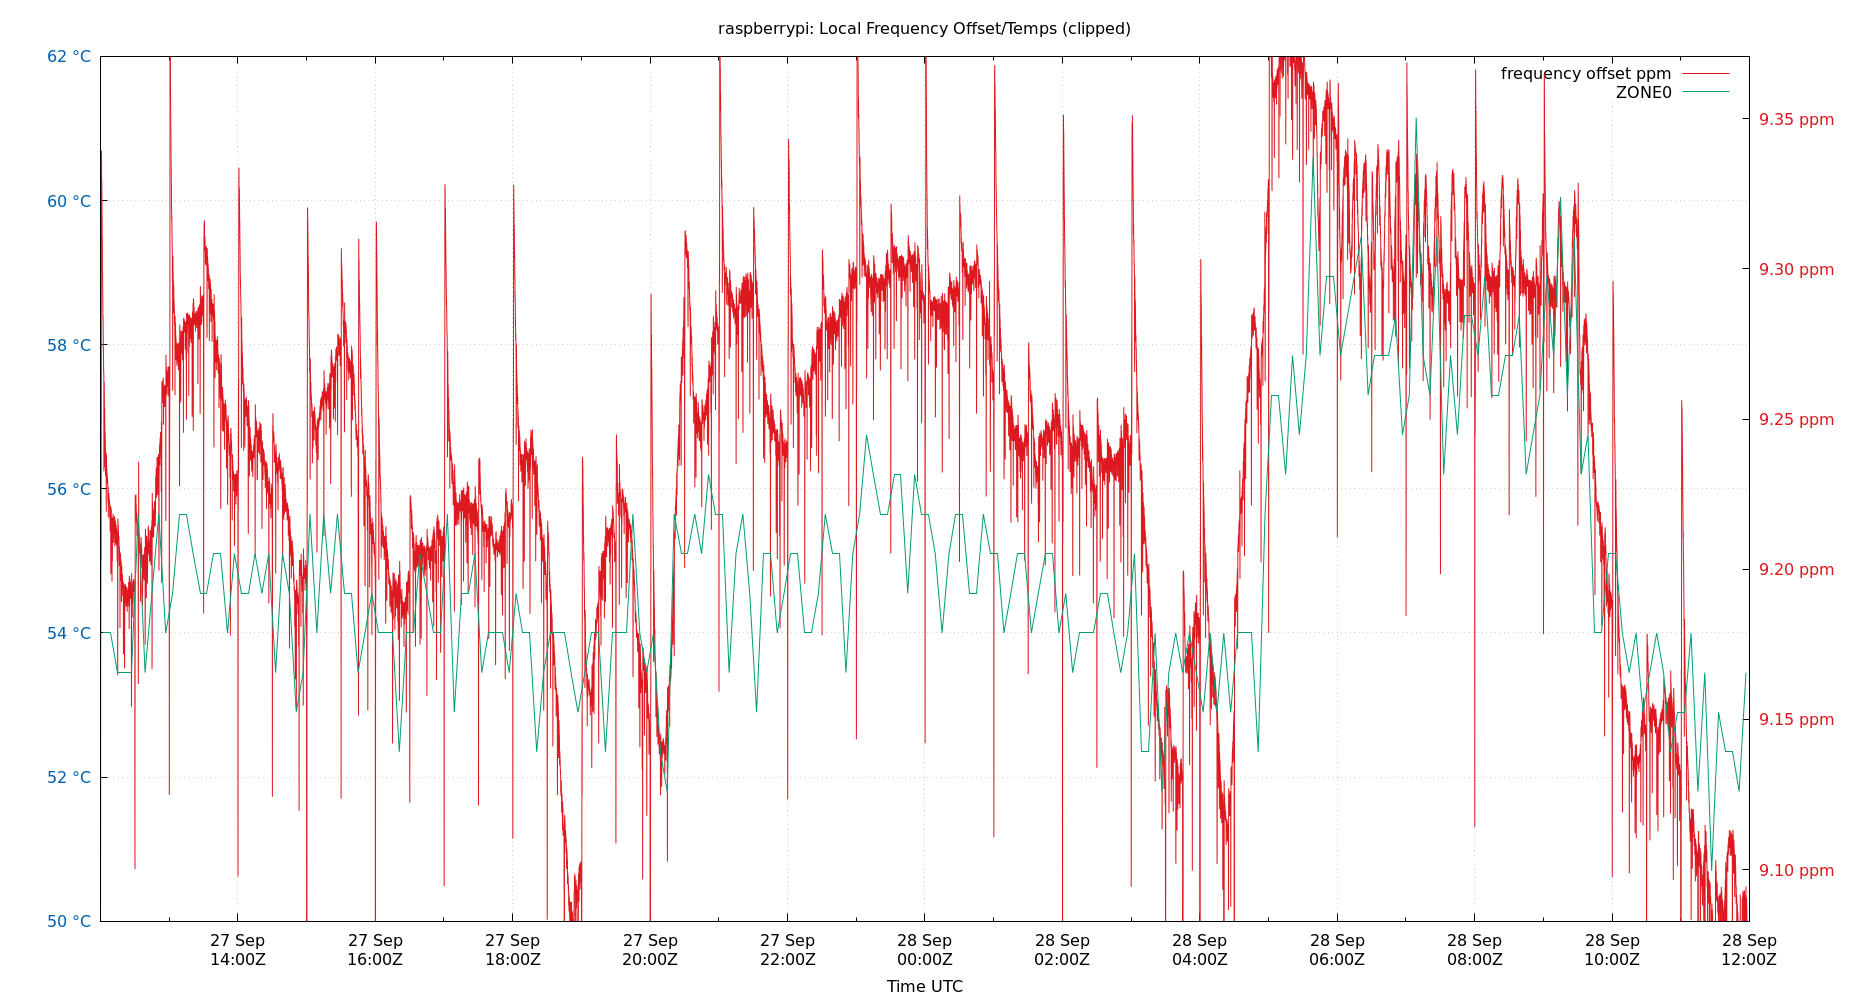 raspberrypi: Local Frequency Offset/Temps (clipped)
62 °C
60 °C
58 °C
56 °C
54 °C
52 °C
50 °C
frequency offset ppm
ZONE0
9.35 ppm
9.30 ppm
9.25 ppm
9.20 ppm
9.15 ppm
9.10 ppm
27 Sep 27 Sep 27 Sep 27 Sep 27 Sep 28 Sep 28 Sep 28 Sep 28 Sep 28 Sep 28 Sep 28 Sep
14:00Z 16:00Z 18:00Z 20:00Z 22:00Z 00:00Z 02:00Z 04:00Z 06:00Z 08:00Z 10:00Z 12:00Z
Time UTC